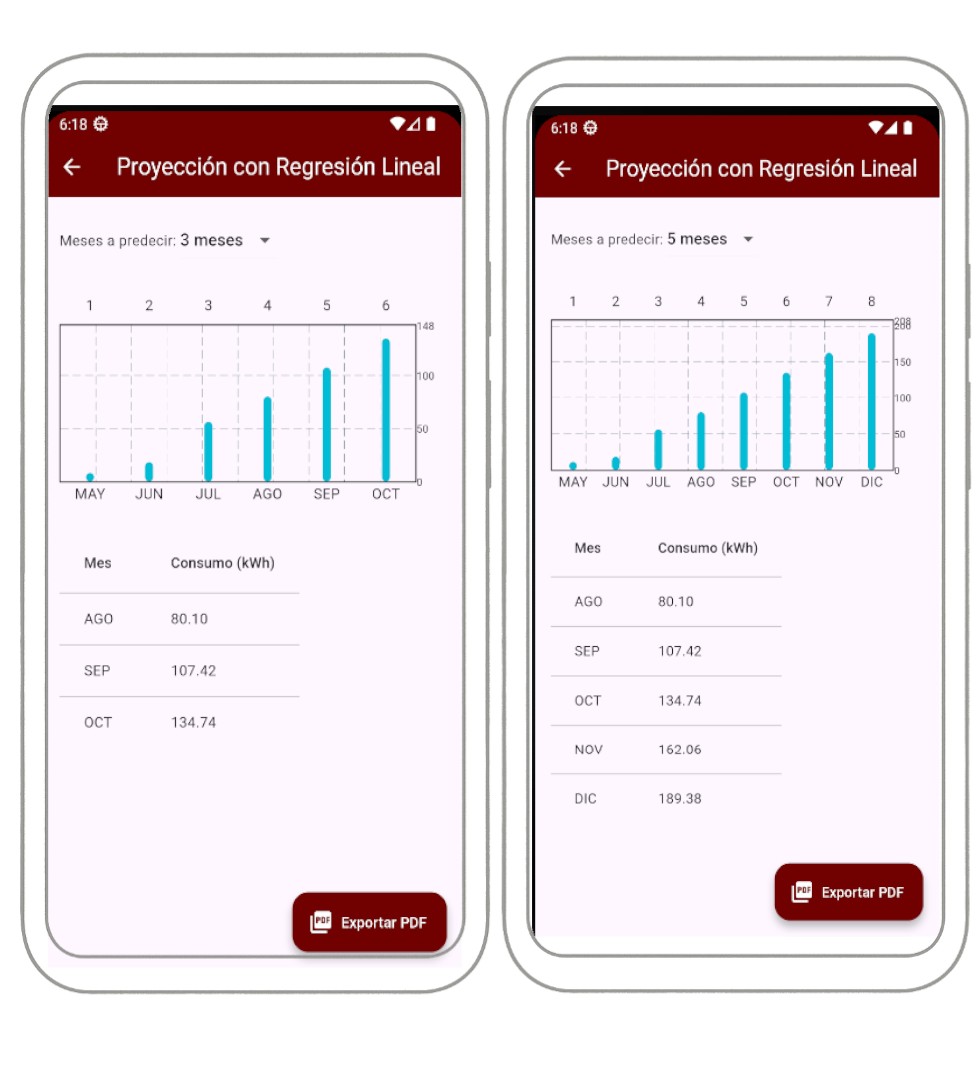 6:18
Proyección con Regresión Lineal
Meses a predecir: 3 meses
1 2 3 4 5 6
148
100
50
0
MAY JUN JUL AGO SEP OCT
Mes Consumo (kWh)
AGO 80.10
SEP 107.42
OCT 134.74
PDF Exportar PDF
6:18
Proyección con Regresión Lineal
Meses a predecir: 5 meses
1 2 3 4 5 6 7 8
208
200
150
100
50
0
MAY JUN JUL AGO SEP OCT NOV DIC
Mes Consumo (kWh)
AGO 80.10
SEP 107.42
OCT 134.74
NOV 162.06
DIC 189.38
PDF Exportar PDF